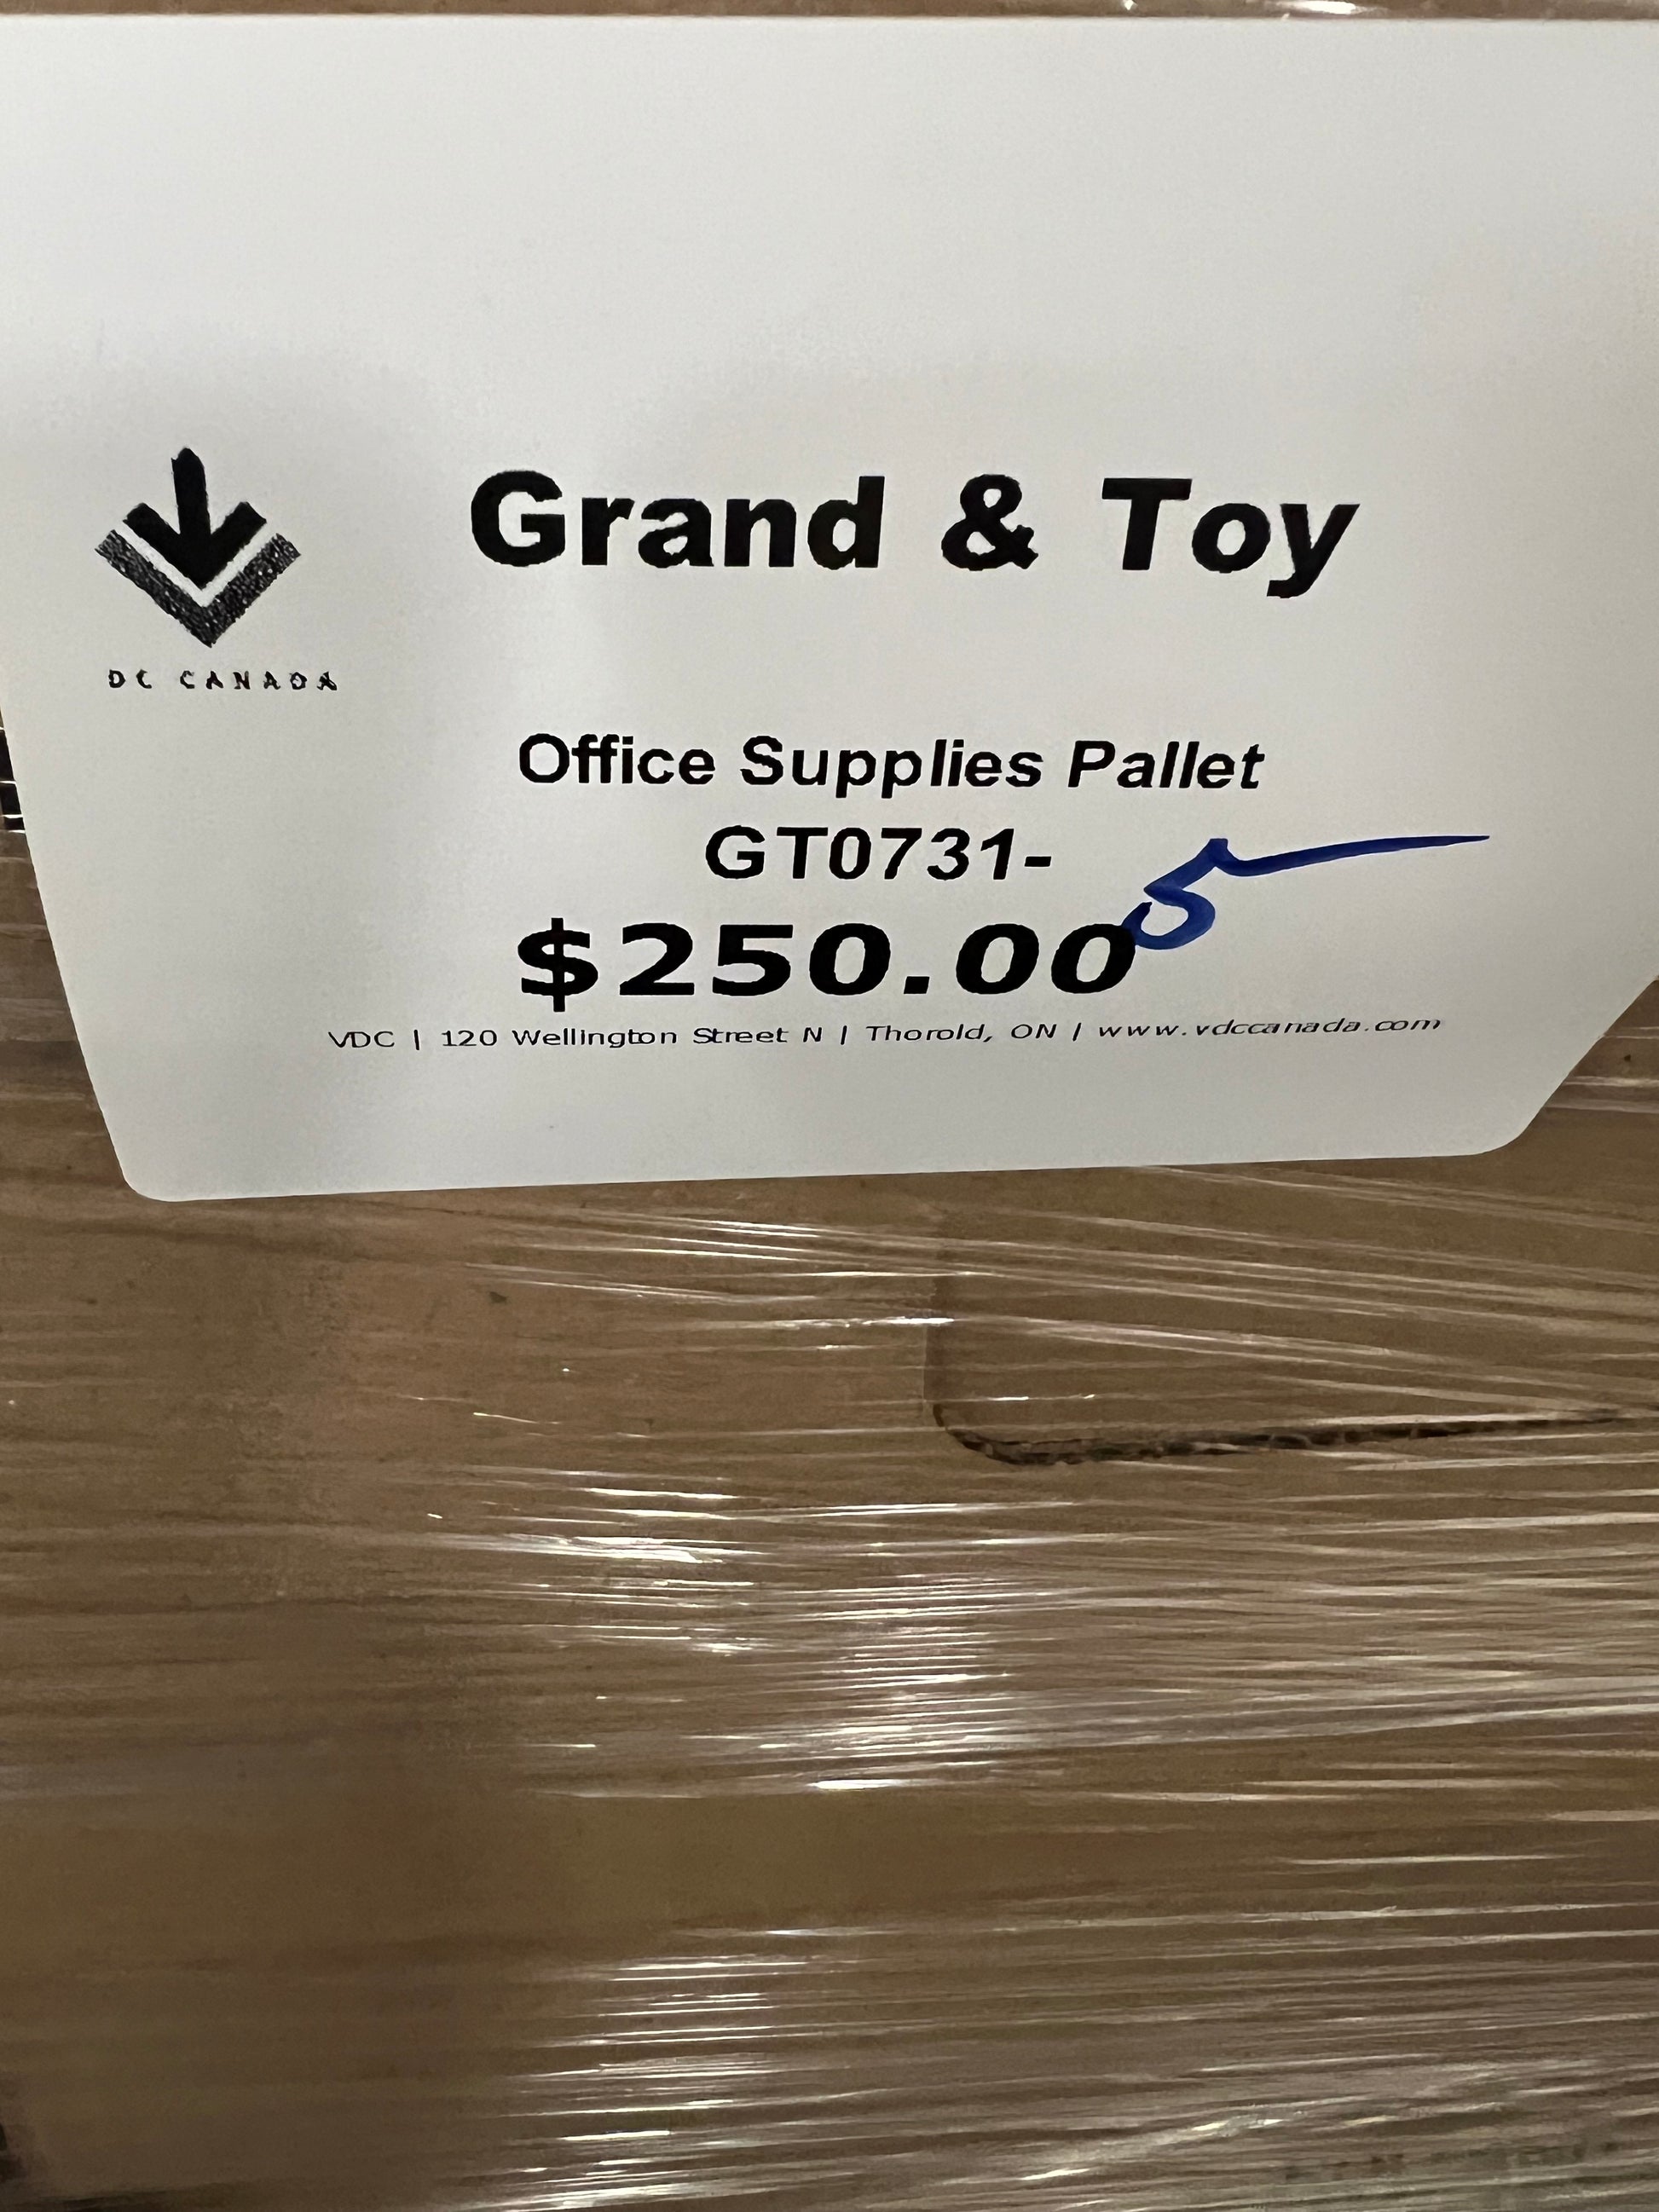 Grand & Toy
DC CANADA
Office Supplies Pallet
GT0731-5
$250.00
VDC | 120 Wellington Street N | Thorold, ON | www.vdccanada.com